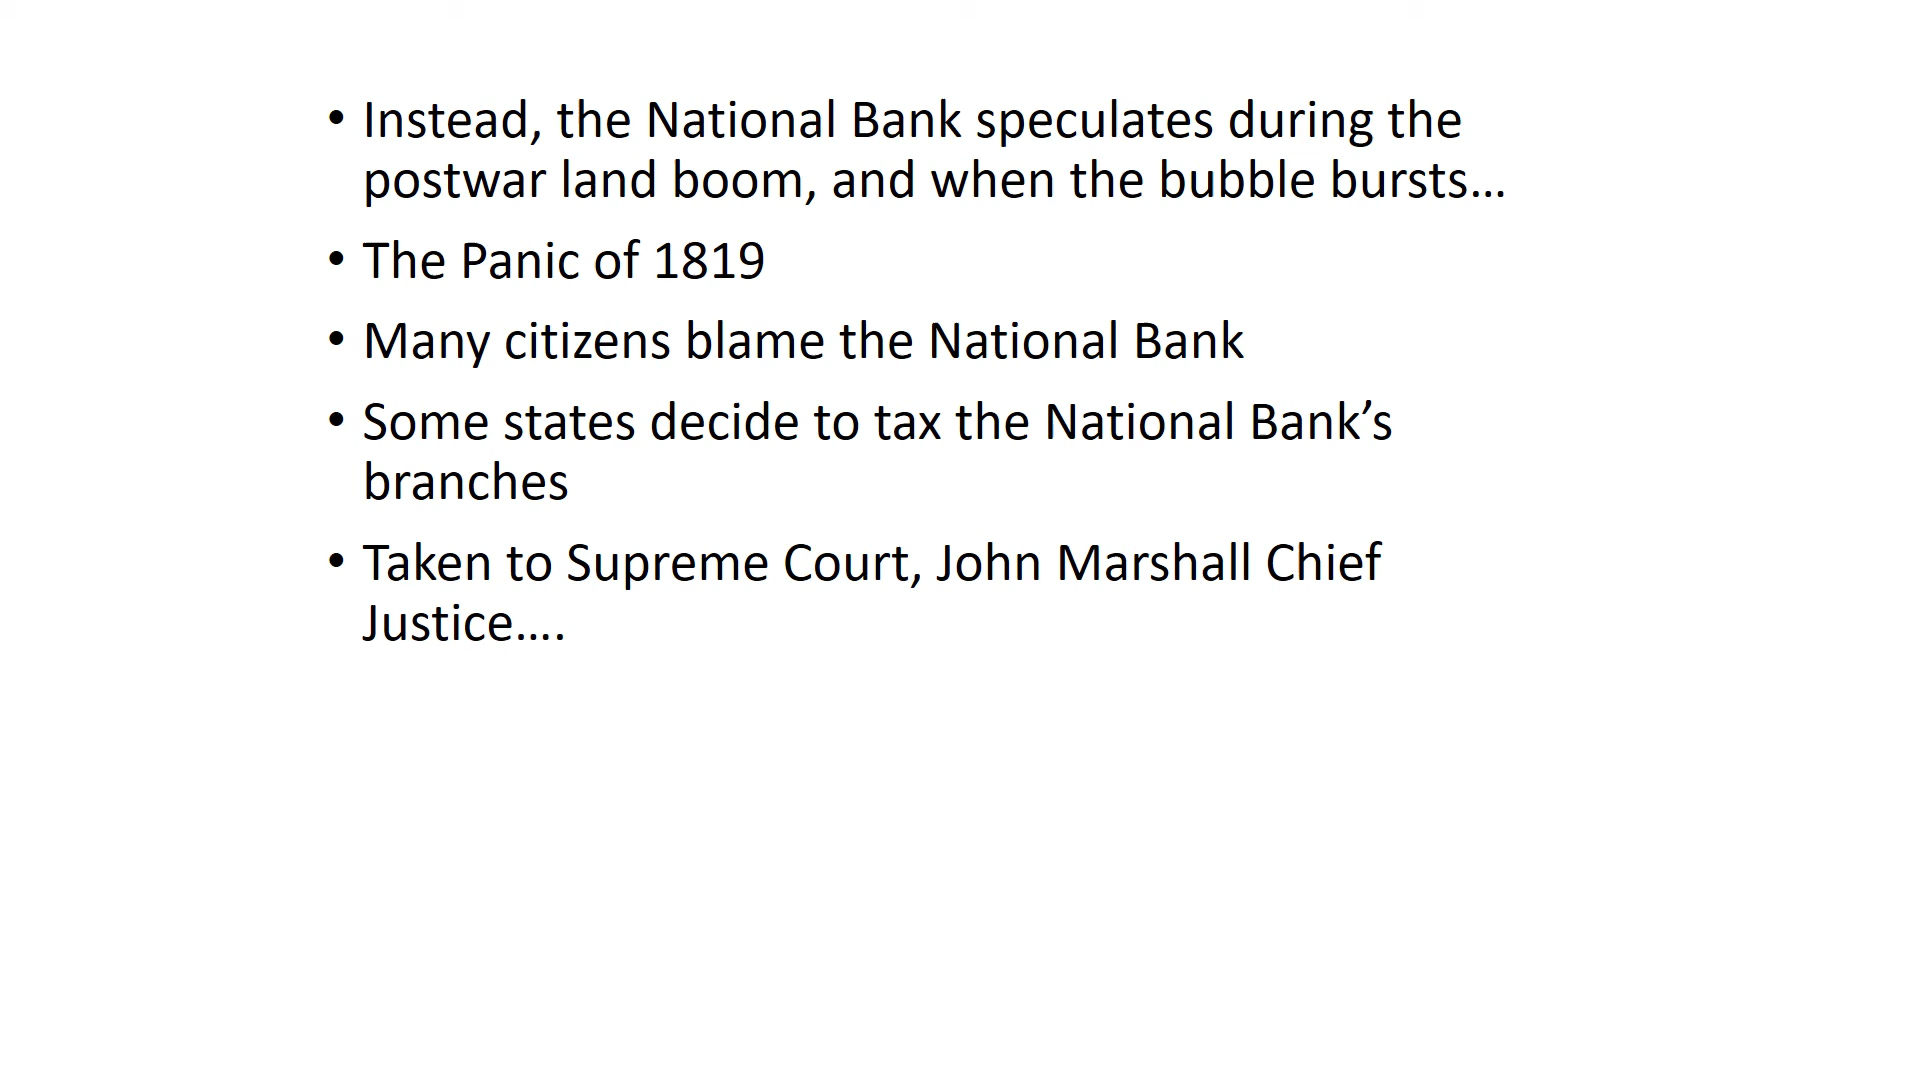 • Instead, the National Bank speculates during the
postwar land boom, and when the bubble bursts…
• The Panic of 1819
• Many citizens blame the National Bank
• Some states decide to tax the National Bank’s
branches
• Taken to Supreme Court, John Marshall Chief
Justice….